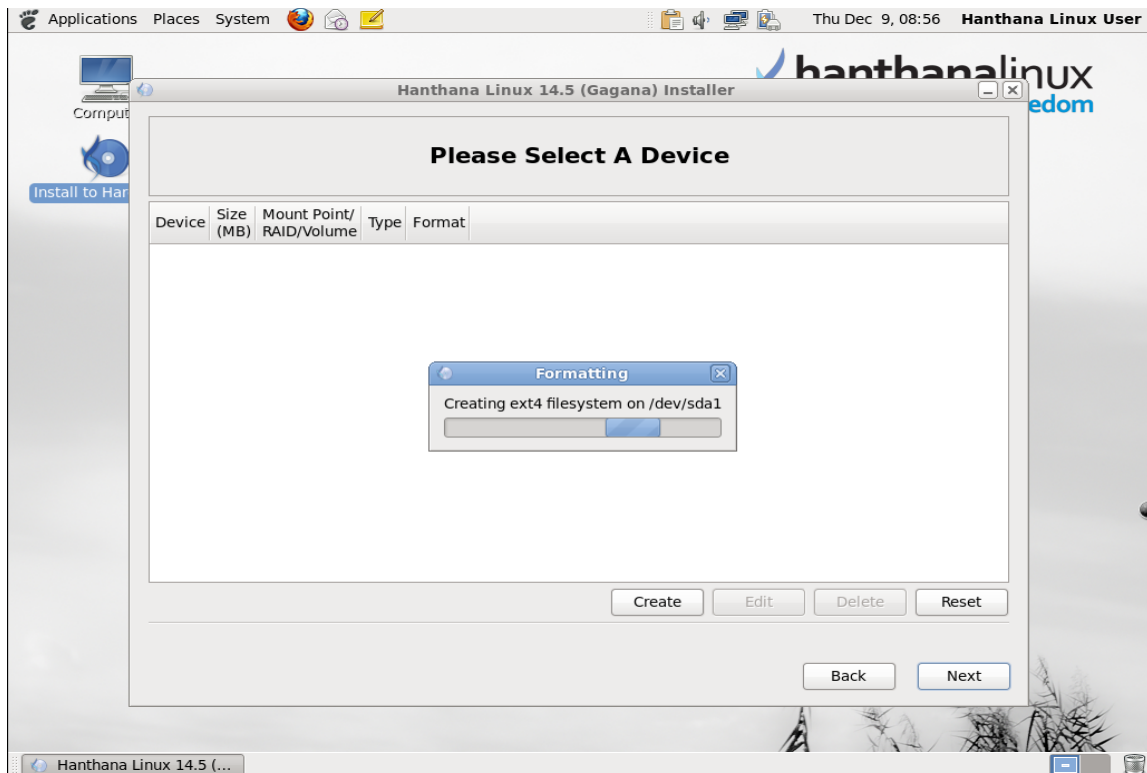 Applications Places System Thu Dec 9, 08:56 Hanthana Linux User
hanthanalinux
edom
Comput
Install to Har
Hanthana Linux 14.5 (Gagana) Installer
Please Select A Device
Device Size (MB) Mount Point/ RAID/Volume Type Format
Formatting
Creating ext4 filesystem on /dev/sda1
Create Edit Delete Reset
Back Next
Hanthana Linux 14.5 (...